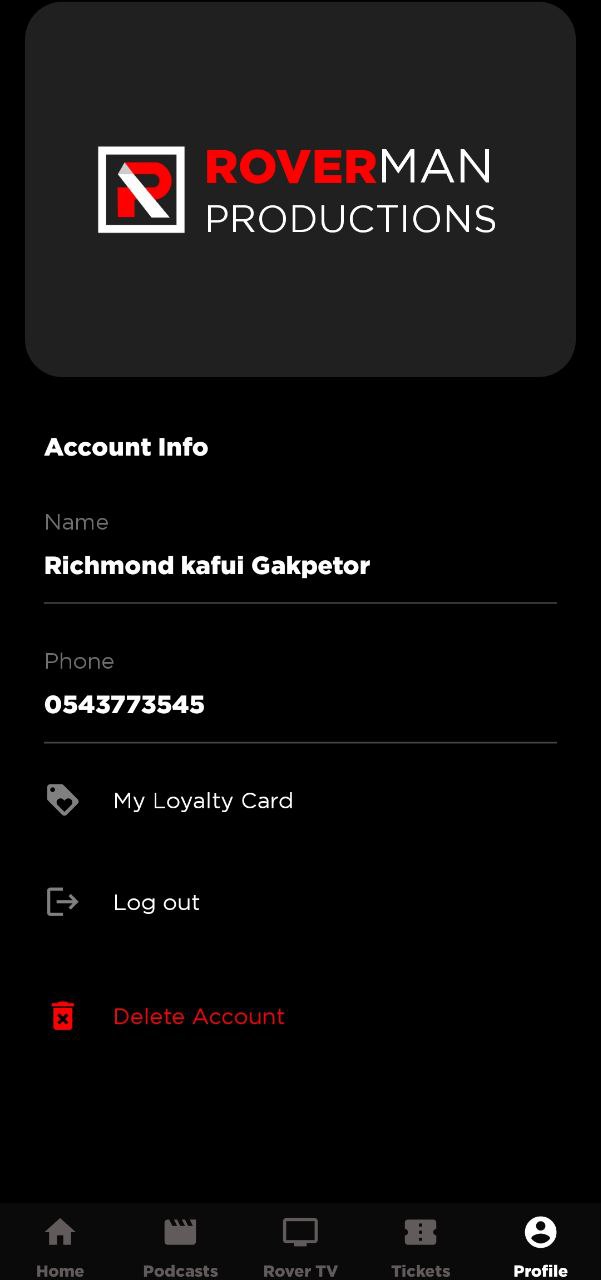 ROVERMAN
PRODUCTIONS
Account Info
Name
Richmond kafui Gakpetor
Phone
0543773545
My Loyalty Card
Log out
Delete Account
Home Podcasts Rover TV Tickets Profile